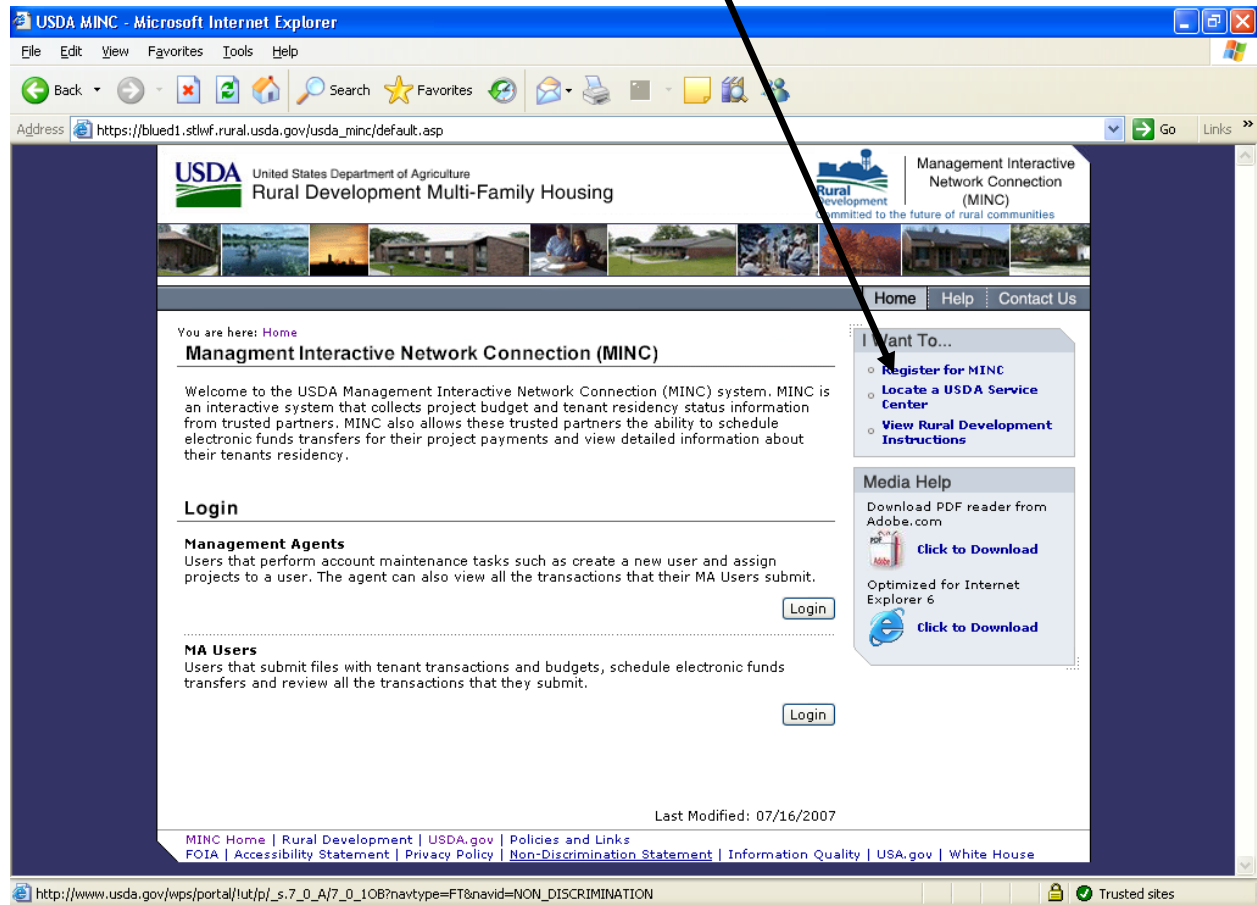 USDA MINC - Microsoft Internet Explorer
File Edit View Favorites Tools Help
Back Search Favorites
Address https://blued1.stlwf.rural.usda.gov/usda_minc/default.asp Go Links »
USDA United States Department of Agriculture
Rural Development Multi-Family Housing
Rural
Development
Committed to the future of rural communities
Management Interactive
Network Connection
(MINC)
Home Help Contact Us
You are here: Home
Managment Interactive Network Connection (MINC)
Welcome to the USDA Management Interactive Network Connection (MINC) system. MINC is
an interactive system that collects project budget and tenant residency status information
from trusted partners. MINC also allows these trusted partners the ability to schedule
electronic funds transfers for their project payments and view detailed information about
their tenants residency.
Login
Management Agents
Users that perform account maintenance tasks such as create a new user and assign
projects to a user. The agent can also view all the transactions that their MA Users submit.
Login
MA Users
Users that submit files with tenant transactions and budgets, schedule electronic funds
transfers and review all the transactions that they submit.
Login
I Want To...
Register for MINC
Locate a USDA Service
Center
View Rural Development
Instructions
Media Help
Download PDF reader from
Adobe.com
PDF
Adobe
Click to Download
Optimized for Internet
Explorer 6
Click to Download
Last Modified: 07/16/2007
MINC Home | Rural Development | USDA.gov | Policies and Links
FOIA | Accessibility Statement | Privacy Policy | Non-Discrimination Statement | Information Quality | USA.gov | White House
http://www.usda.gov/wps/portal/!ut/p/_s.7_0_A/7_0_1OB?navtype=FT&navid=NON_DISCRIMINATION Trusted sites